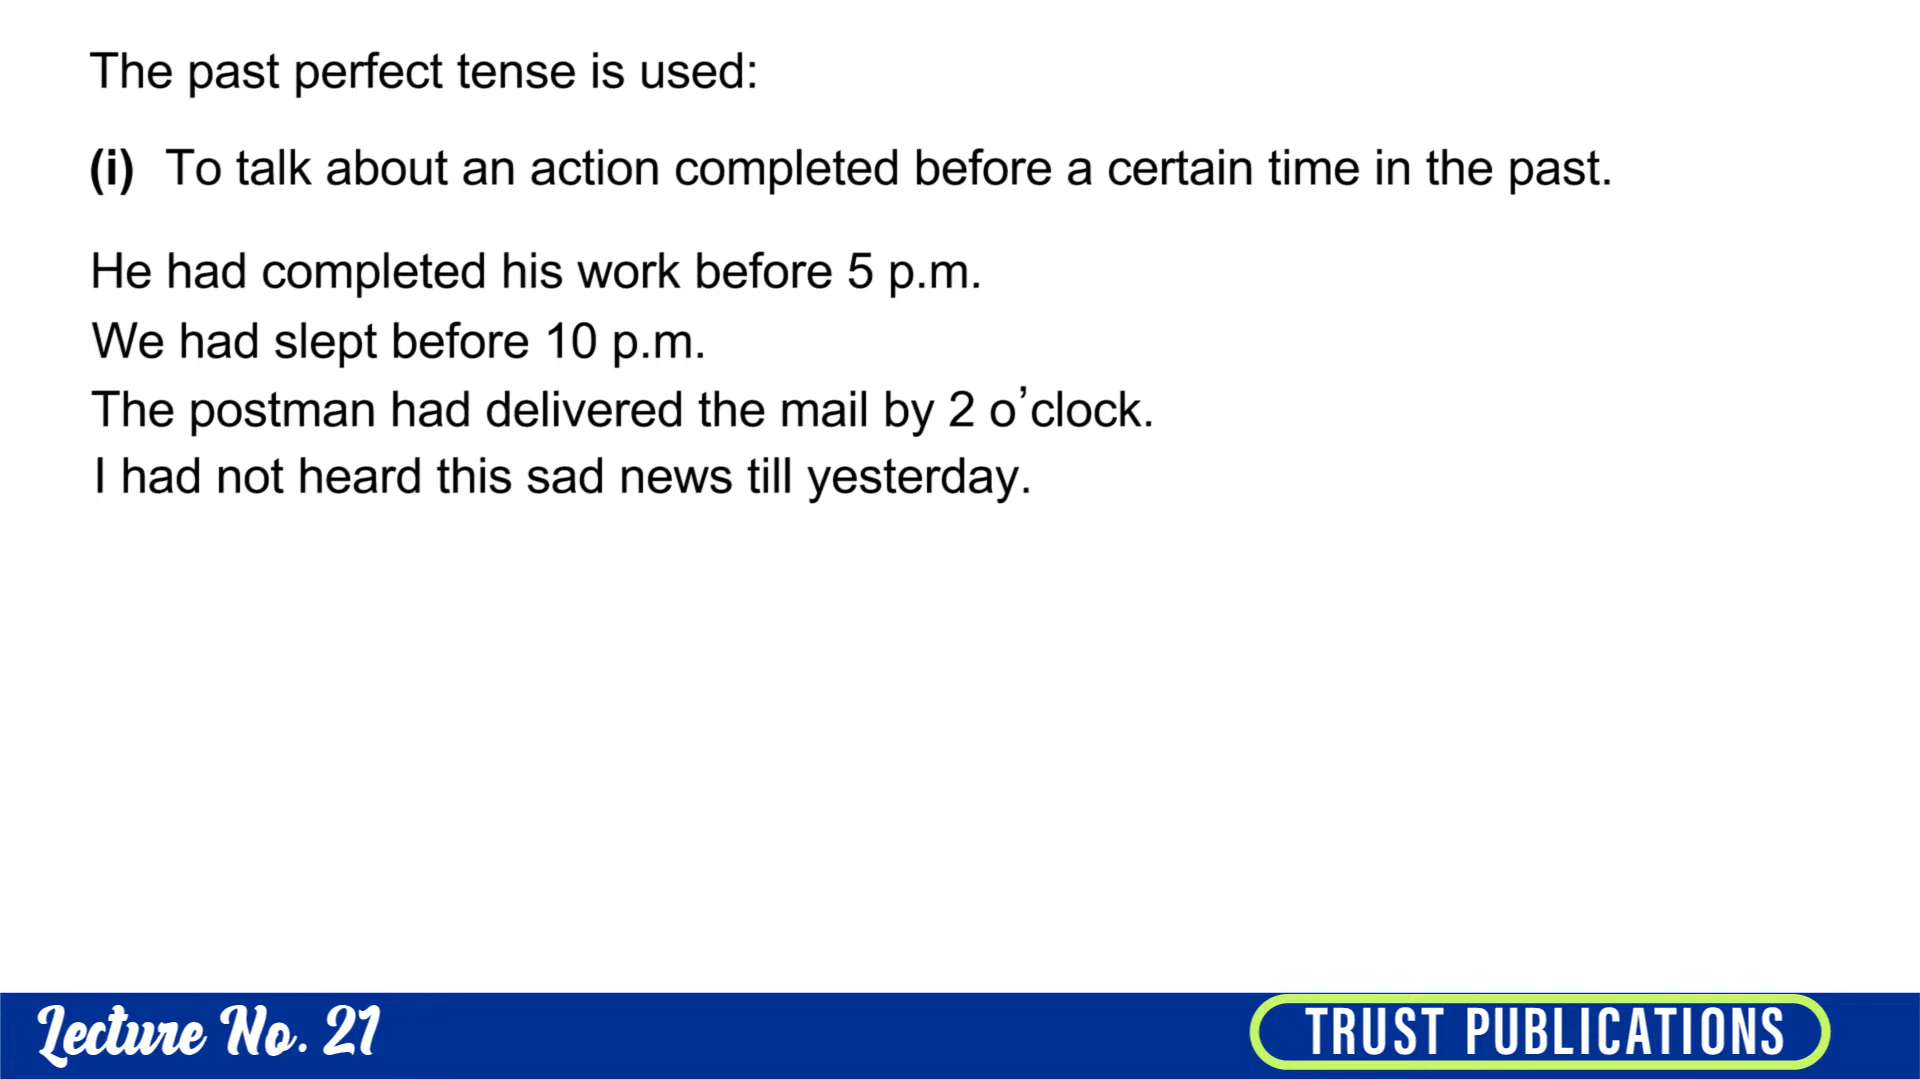 The past perfect tense is used:
(i) To talk about an action completed before a certain time in the past.
He had completed his work before 5 p.m.
We had slept before 10 p.m.
The postman had delivered the mail by 2 o’clock.
I had not heard this sad news till yesterday.
Lecture No. 21
TRUST PUBLICATIONS